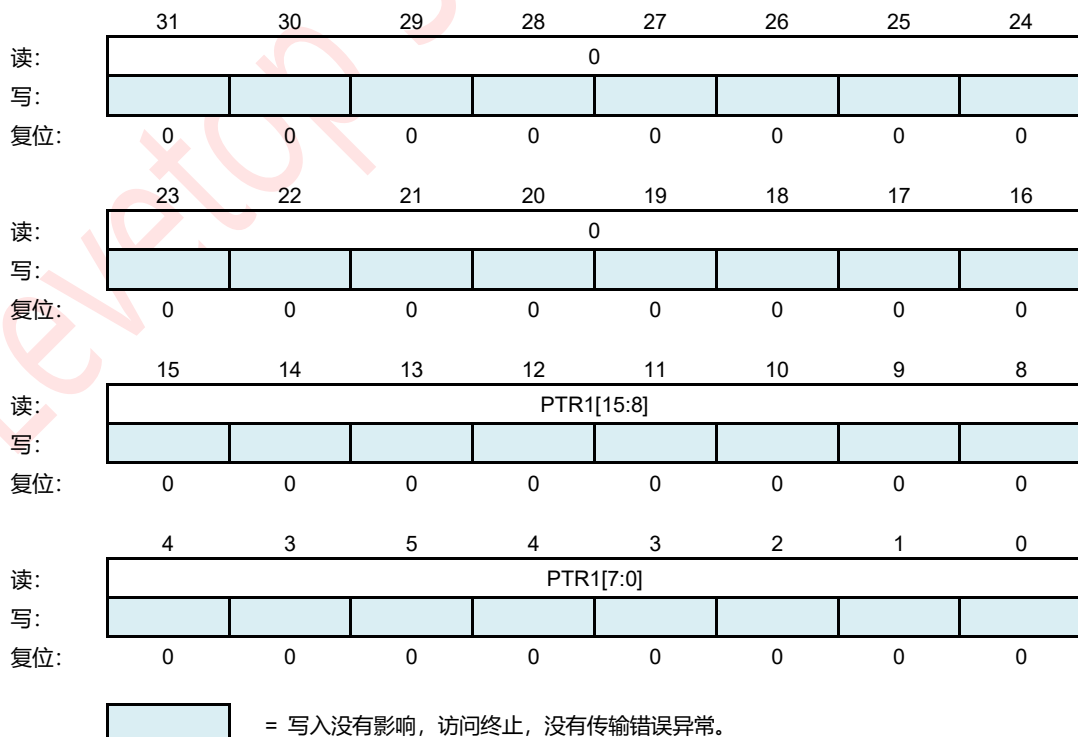 31 30 29 28 27 26 25 24
读: 0
写:
复位: 0 0 0 0 0 0 0 0
23 22 21 20 19 18 17 16
读: 0
写:
复位: 0 0 0 0 0 0 0 0
15 14 13 12 11 10 9 8
读: PTR1[15:8]
写:
复位: 0 0 0 0 0 0 0 0
4 3 5 4 3 2 1 0
读: PTR1[7:0]
写:
复位: 0 0 0 0 0 0 0 0
= 写入没有影响，访问终止，没有传输错误异常。
Levetop